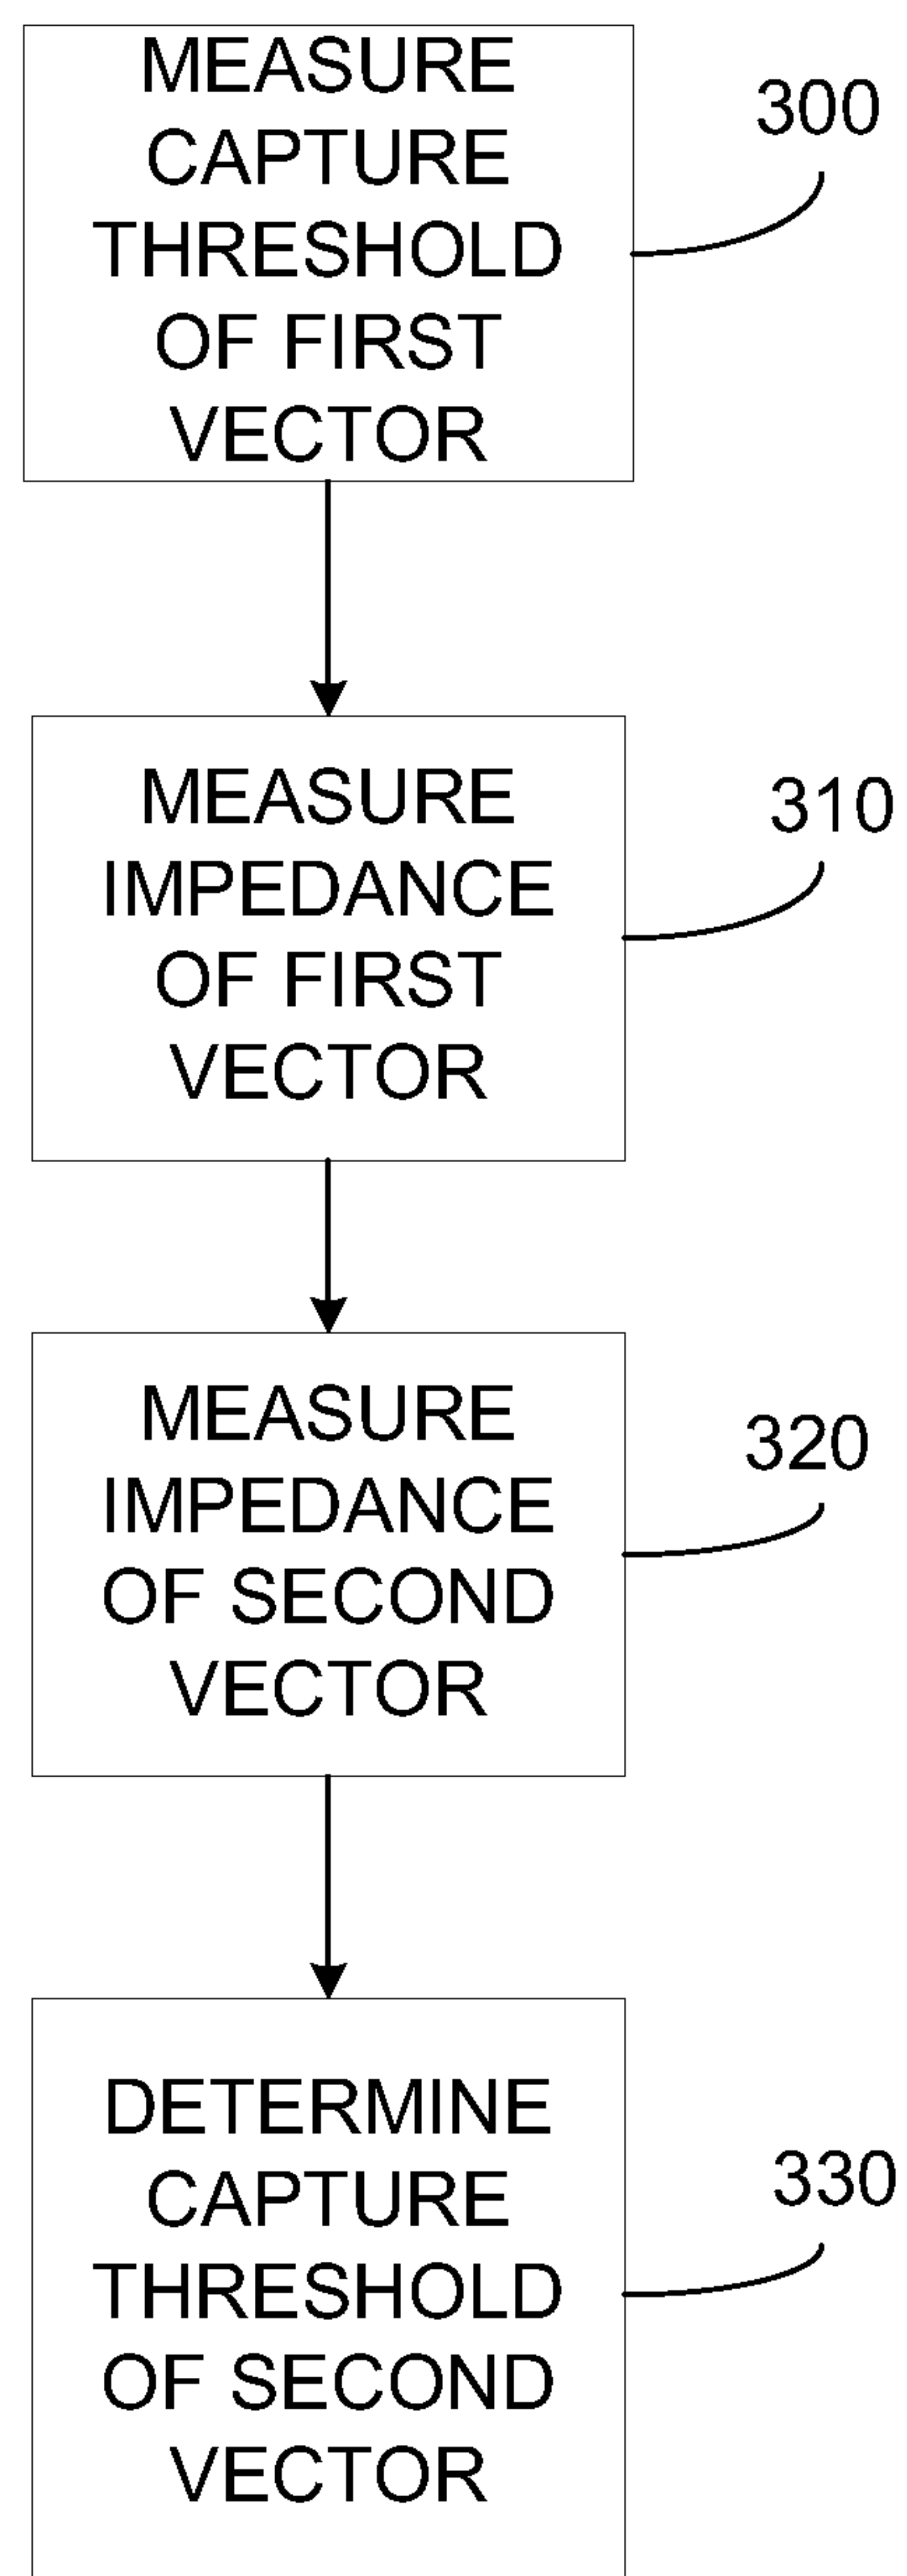 MEASURE
CAPTURE
THRESHOLD
OF FIRST
VECTOR
300
MEASURE
IMPEDANCE
OF FIRST
VECTOR
310
MEASURE
IMPEDANCE
OF SECOND
VECTOR
320
DETERMINE
CAPTURE
THRESHOLD
OF SECOND
VECTOR
330